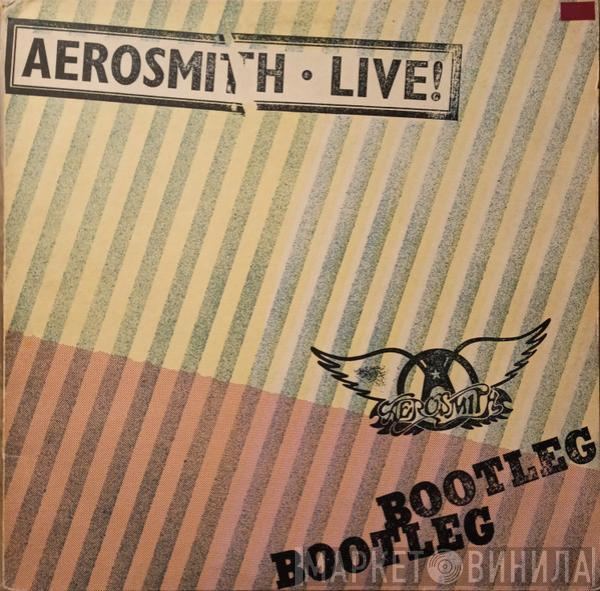 AEROSMITH · LIVE!
AEROSMITH
BOOTLEG
BOOTLEG
МАРКЕТ ВИНИЛА